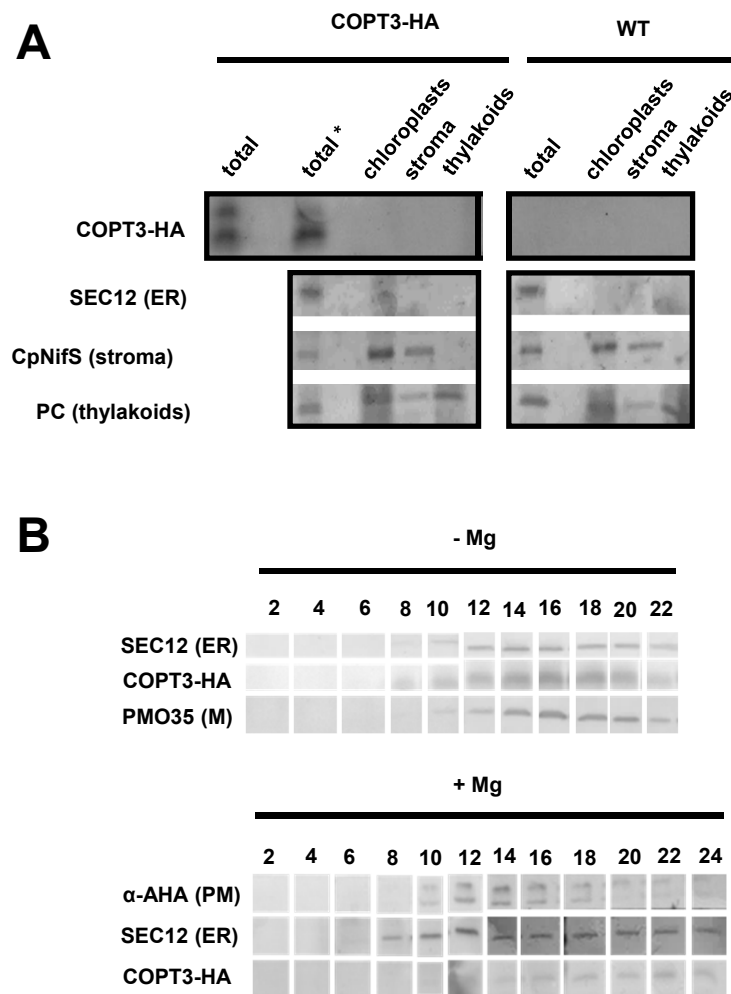 A
COPT3-HA WT
total total * chloroplasts stroma thylakoids total chloroplasts stroma thylakoids
COPT3-HA
SEC12 (ER)
CpNifS (stroma)
PC (thylakoids)
B
- Mg
2 4 6 8 10 12 14 16 18 20 22
SEC12 (ER)
COPT3-HA
PMO35 (M)
+ Mg
2 4 6 8 10 12 14 16 18 20 22 24
α-AHA (PM)
SEC12 (ER)
COPT3-HA